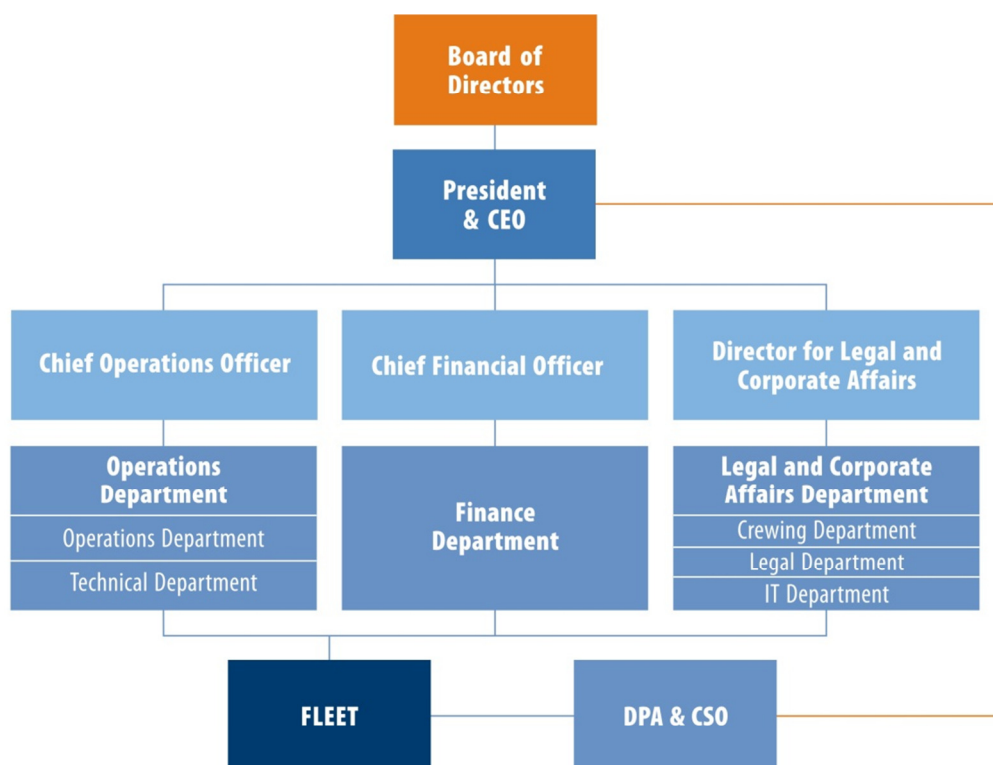 Board of
Directors
President
& CEO
Chief Operations Officer
Chief Financial Officer
Director for Legal and
Corporate Affairs
Operations
Department
Operations Department
Technical Department
Finance
Department
Legal and Corporate
Affairs Department
Crewing Department
Legal Department
IT Department
FLEET
DPA & CSO